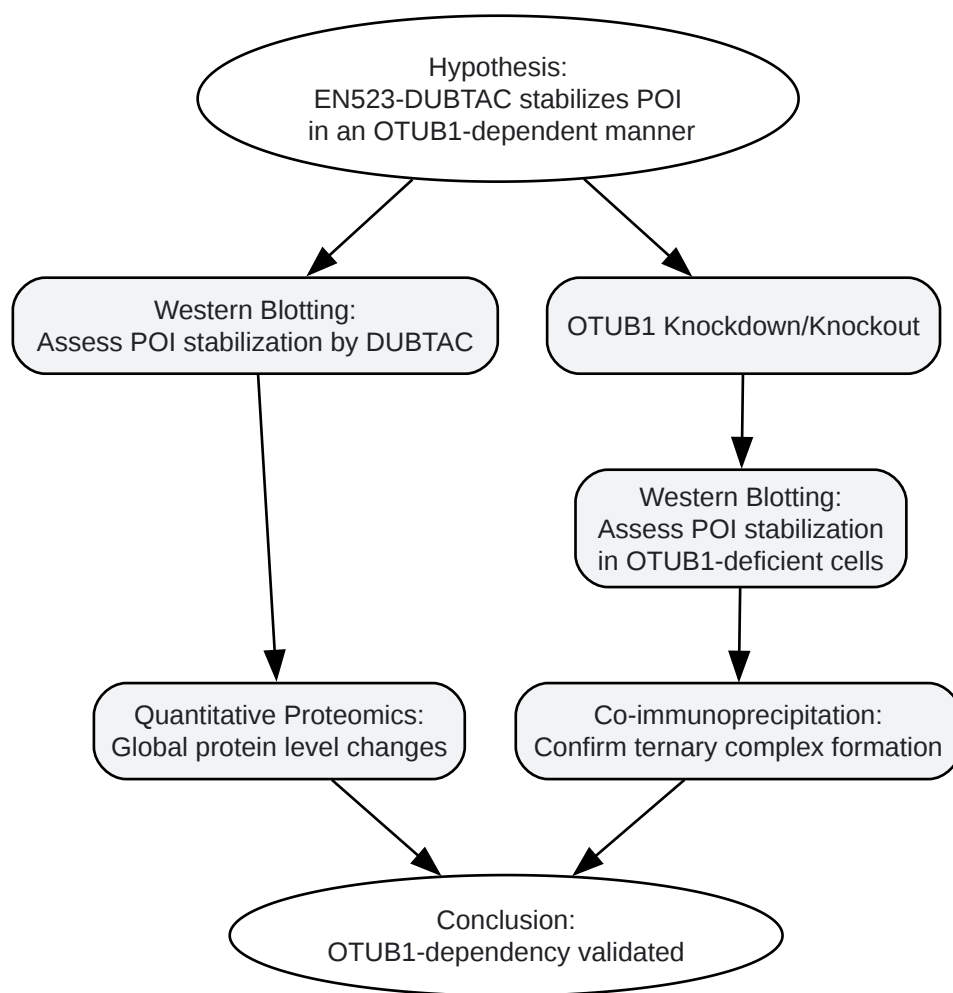 Hypothesis:
EN523-DUBTAC stabilizes POI
in an OTUB1-dependent manner
Western Blotting:
Assess POI stabilization by DUBTAC
OTUB1 Knockdown/Knockout
Western Blotting:
Assess POI stabilization
in OTUB1-deficient cells
Quantitative Proteomics:
Global protein level changes
Co-immunoprecipitation:
Confirm ternary complex formation
Conclusion:
OTUB1-dependency validated